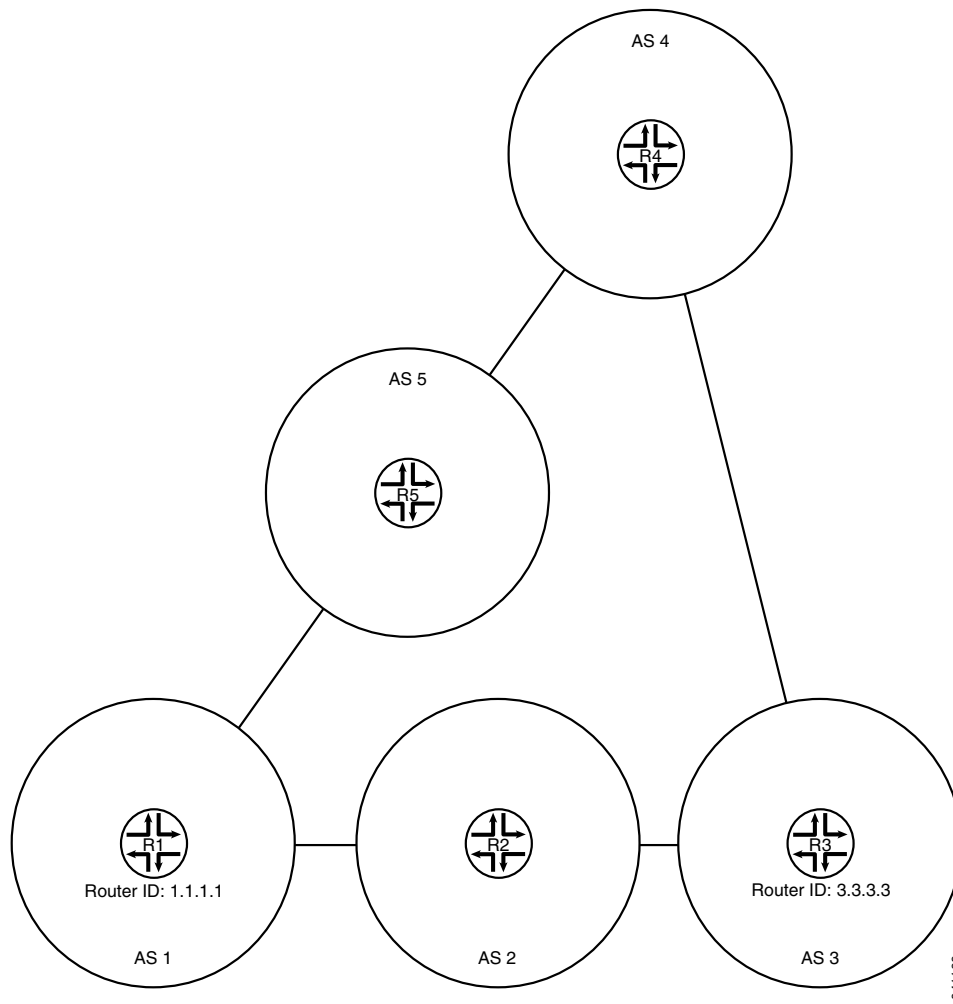 AS 4
R4
AS 5
R5
R1
Router ID: 1.1.1.1
AS 1
R2
AS 2
R3
Router ID: 3.3.3.3
AS 3